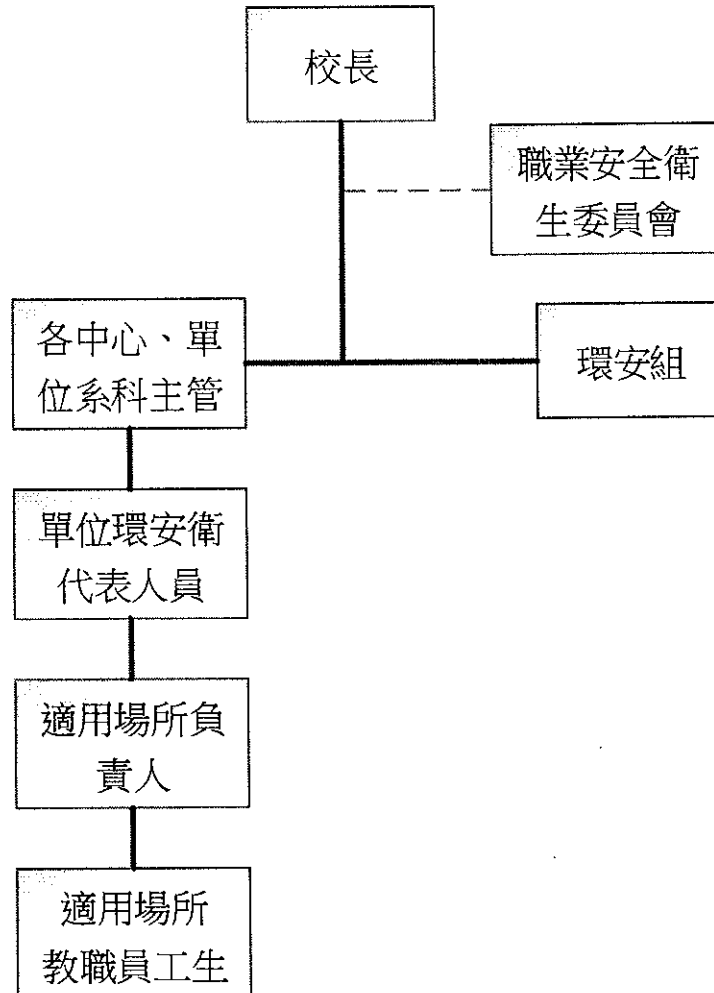 校長
職業安全衛
生委員會
各中心、單
位系科主管
環安組
單位環安衛
代表人員
適用場所負
責人
適用場所
教職員工生